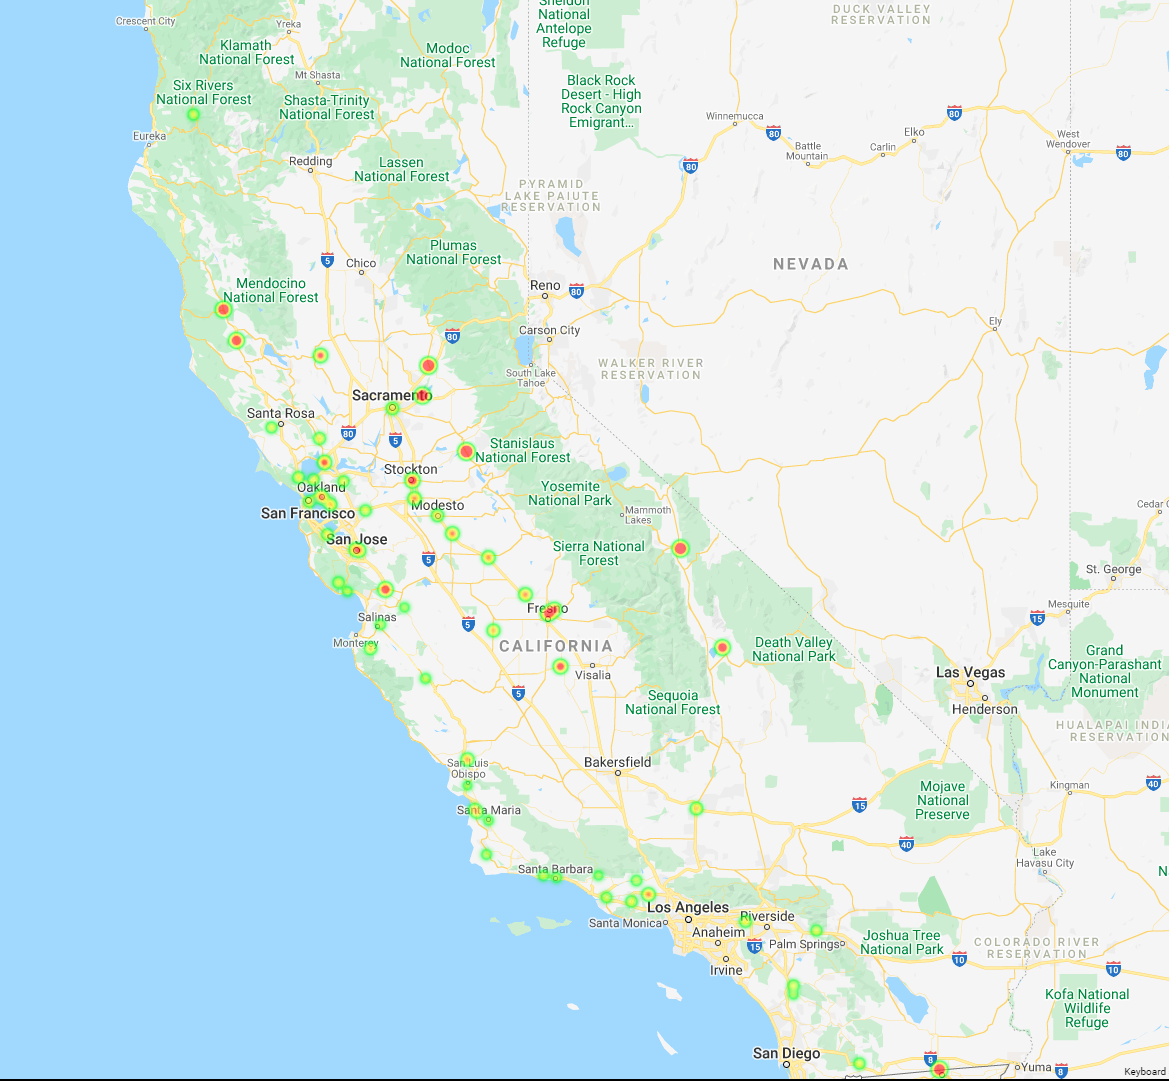 Crescent City
Yreka
Sheldon
National
Antelope
Refuge
DUCK VALLEY
RESERVATION
Klamath
National Forest
Modoc
National Forest
Mt Shasta
Six Rivers
National Forest
Shasta-Trinity
National Forest
Black Rock
Desert - High
Rock Canyon
Emigrant...
Winnemucca
80
80
Elko
Battle
Mountain
Carlin
West
Wendover
80
80
Eureka
Redding
Lassen
National Forest
PYRAMID
LAKE PAIUTE
RESERVATION
Plumas
National Forest
5
Chico
NEVADA
Mendocino
National Forest
Reno
80
Carson City
80
Ely
South Lake
Tahoe
WALKER RIVER
RESERVATION
Sacramento
Santa Rosa
80
5
Stanislaus
National Forest
Stockton
Oakland
Yosemite
National Park
Modesto
San Francisco
Mammoth
Lakes
Cedar C
San Jose
5
Sierra National
Forest
St. George
Mesquite
Fresno
Salinas
5
15
Monterey
CALIFORNIA
Death Valley
National Park
Grand
Canyon-Parashant
National
Monument
Visalia
Las Vegas
5
Sequoia
National Forest
Henderson
HUALAPAI INDIA
RESERVATION
San Luis
Obispo
Bakersfield
Kingman
40
Mojave
National
Preserve
15
Santa Maria
40
Lake
Havasu City
Santa Barbara
N
Los Angeles
Riverside
Santa Monica
Anaheim
15
Palm Springs
Joshua Tree
National Park
COLORADO RIVER
RESERVATION
10
10
Irvine
Kofa National
Wildlife
Refuge
San Diego
8
Yuma
8
Keyboard